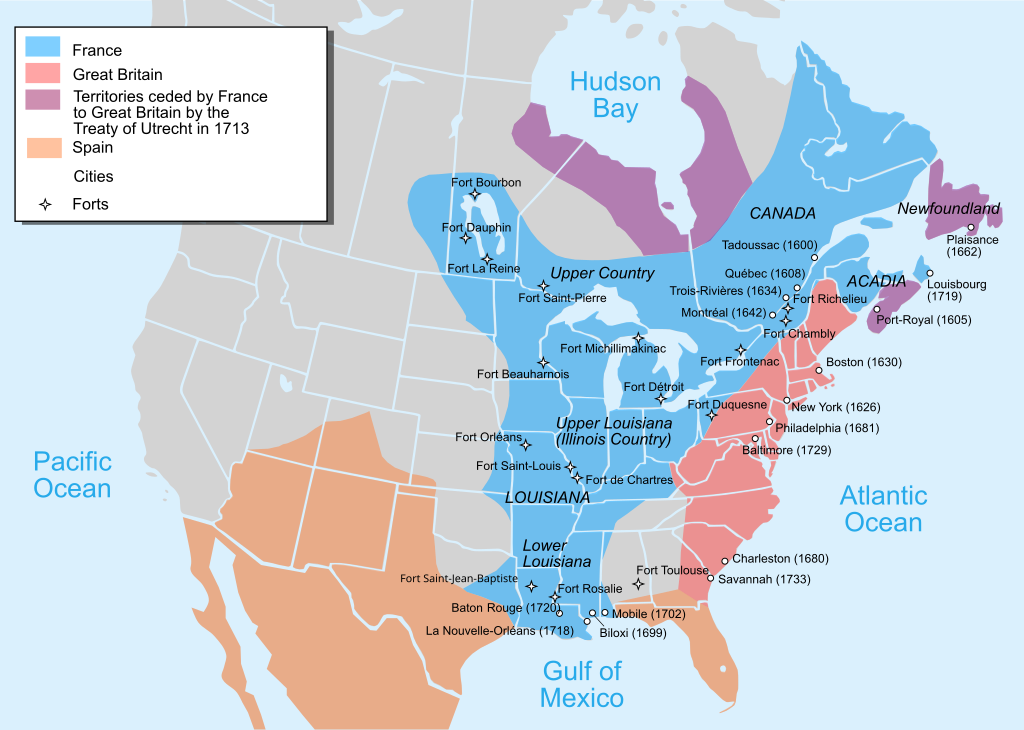 France
Great Britain
Territories ceded by France
to Great Britain by the
Treaty of Utrecht in 1713
Spain
Cities
Forts
Hudson
Bay
Fort Bourbon
Fort Dauphin
Fort La Reine
Upper Country
Fort Saint-Pierre
CANADA
Newfoundland
Plaisance
(1662)
Tadoussac (1600)
Québec (1608)
ACADIA
Louisbourg
(1719)
Trois-Rivières (1634)
Fort Richelieu
Montréal (1642)
Port-Royal (1605)
Fort Chambly
Fort Michillimakinac
Fort Frontenac
Boston (1630)
Fort Beauharnois
Fort Détroit
Fort Duquesne
New York (1626)
Upper Louisiana
(Illinois Country)
Philadelphia (1681)
Fort Orléans
Baltimore (1729)
Fort Saint-Louis
Fort de Chartres
LOUISIANA
Pacific
Ocean
Atlantic
Ocean
Lower
Louisiana
Charleston (1680)
Fort Toulouse
Savannah (1733)
Fort Saint-Jean-Baptiste
Fort Rosalie
Baton Rouge (1720)
Mobile (1702)
La Nouvelle-Orléans (1718)
Biloxi (1699)
Gulf of
Mexico